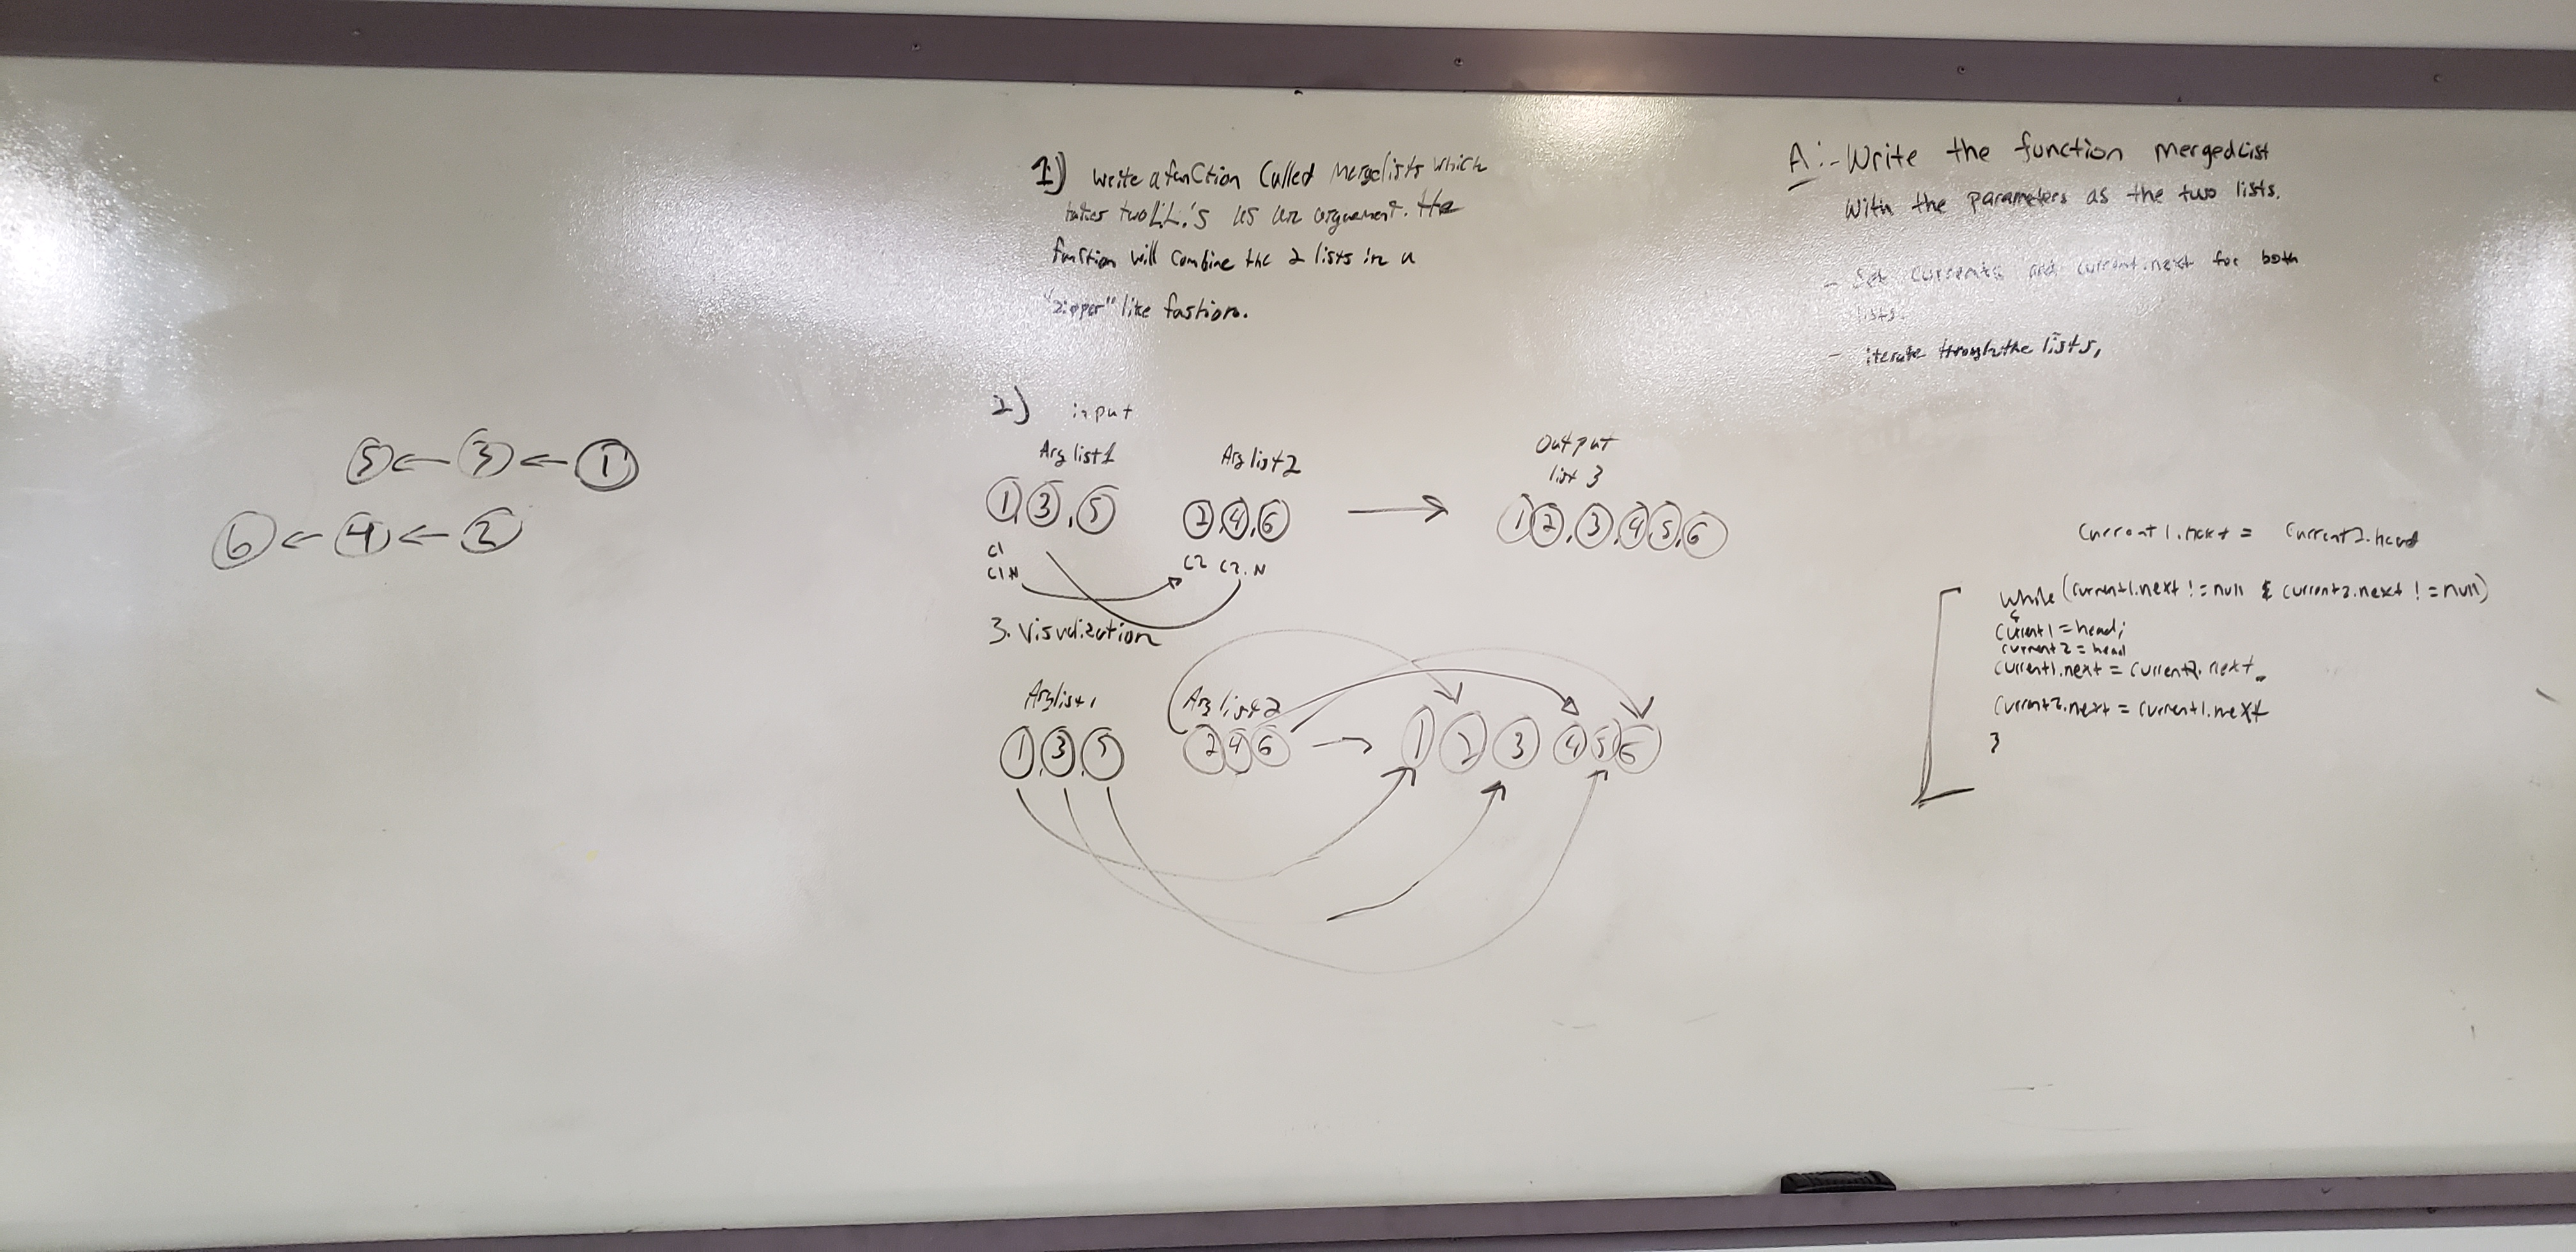 1) write a function Called Mergelists which
takes two L.L.'s as an arguement. the
function will combine the 2 lists in a
"zipper" like fashion.
2) input
Arg list1 Arg list2 Output
list 3
1, 3, 5 2, 4, 6 → 1 2, 3, 4 5, 6
C1 C2 C2.N
C1.N
3. Visualization
Arglist1 Arg list2
1, 3, 5 2 4 6 → 1 2 3 4 5 6
5 ← 3 ← 1
6 ← 4 ← 2
A:- Write the function mergedList
With the parameters as the two lists.
- Set and current.next for both
lists.
- iterate through the lists,
Current1.next = Current2.head
while (current1.next != null & current2.next != null)
{
current1 = head;
current2 = head
current1.next = current2.next
current2.next = current1.next
}